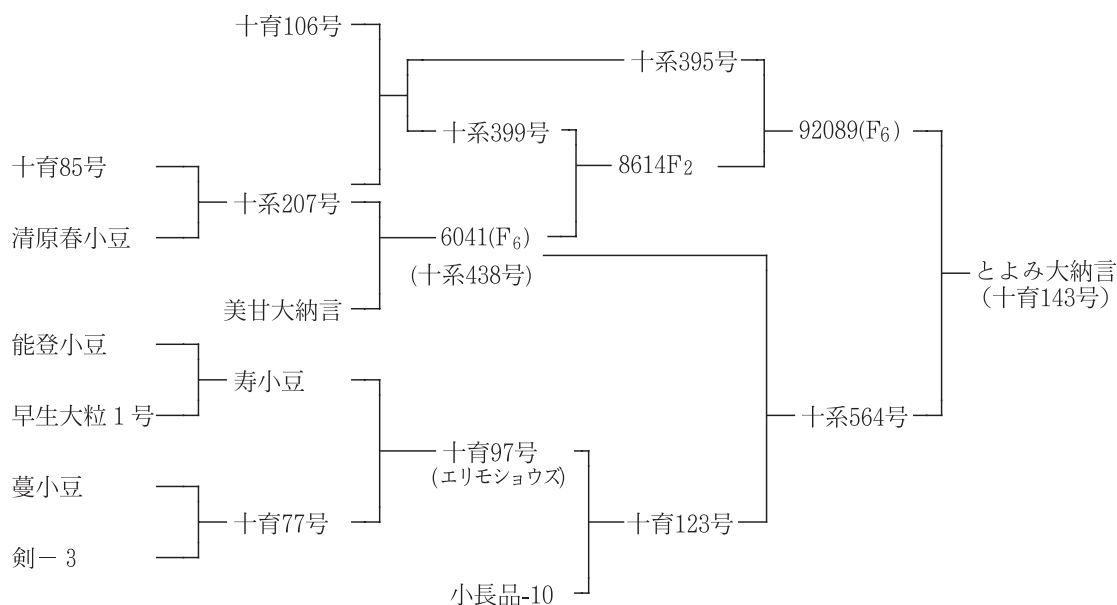 十育106号
十系395号
十系399号
92089(F₆)
十育85号
8614F₂
十系207号
清原春小豆
6041(F₆)
(十系438号)
とよみ大納言
(十育143号)
美甘大納言
能登小豆
寿小豆
早生大粒1号
十系564号
十育97号
(エリモショウズ)
蔓小豆
十育77号
十育123号
剣－3
小長品-10